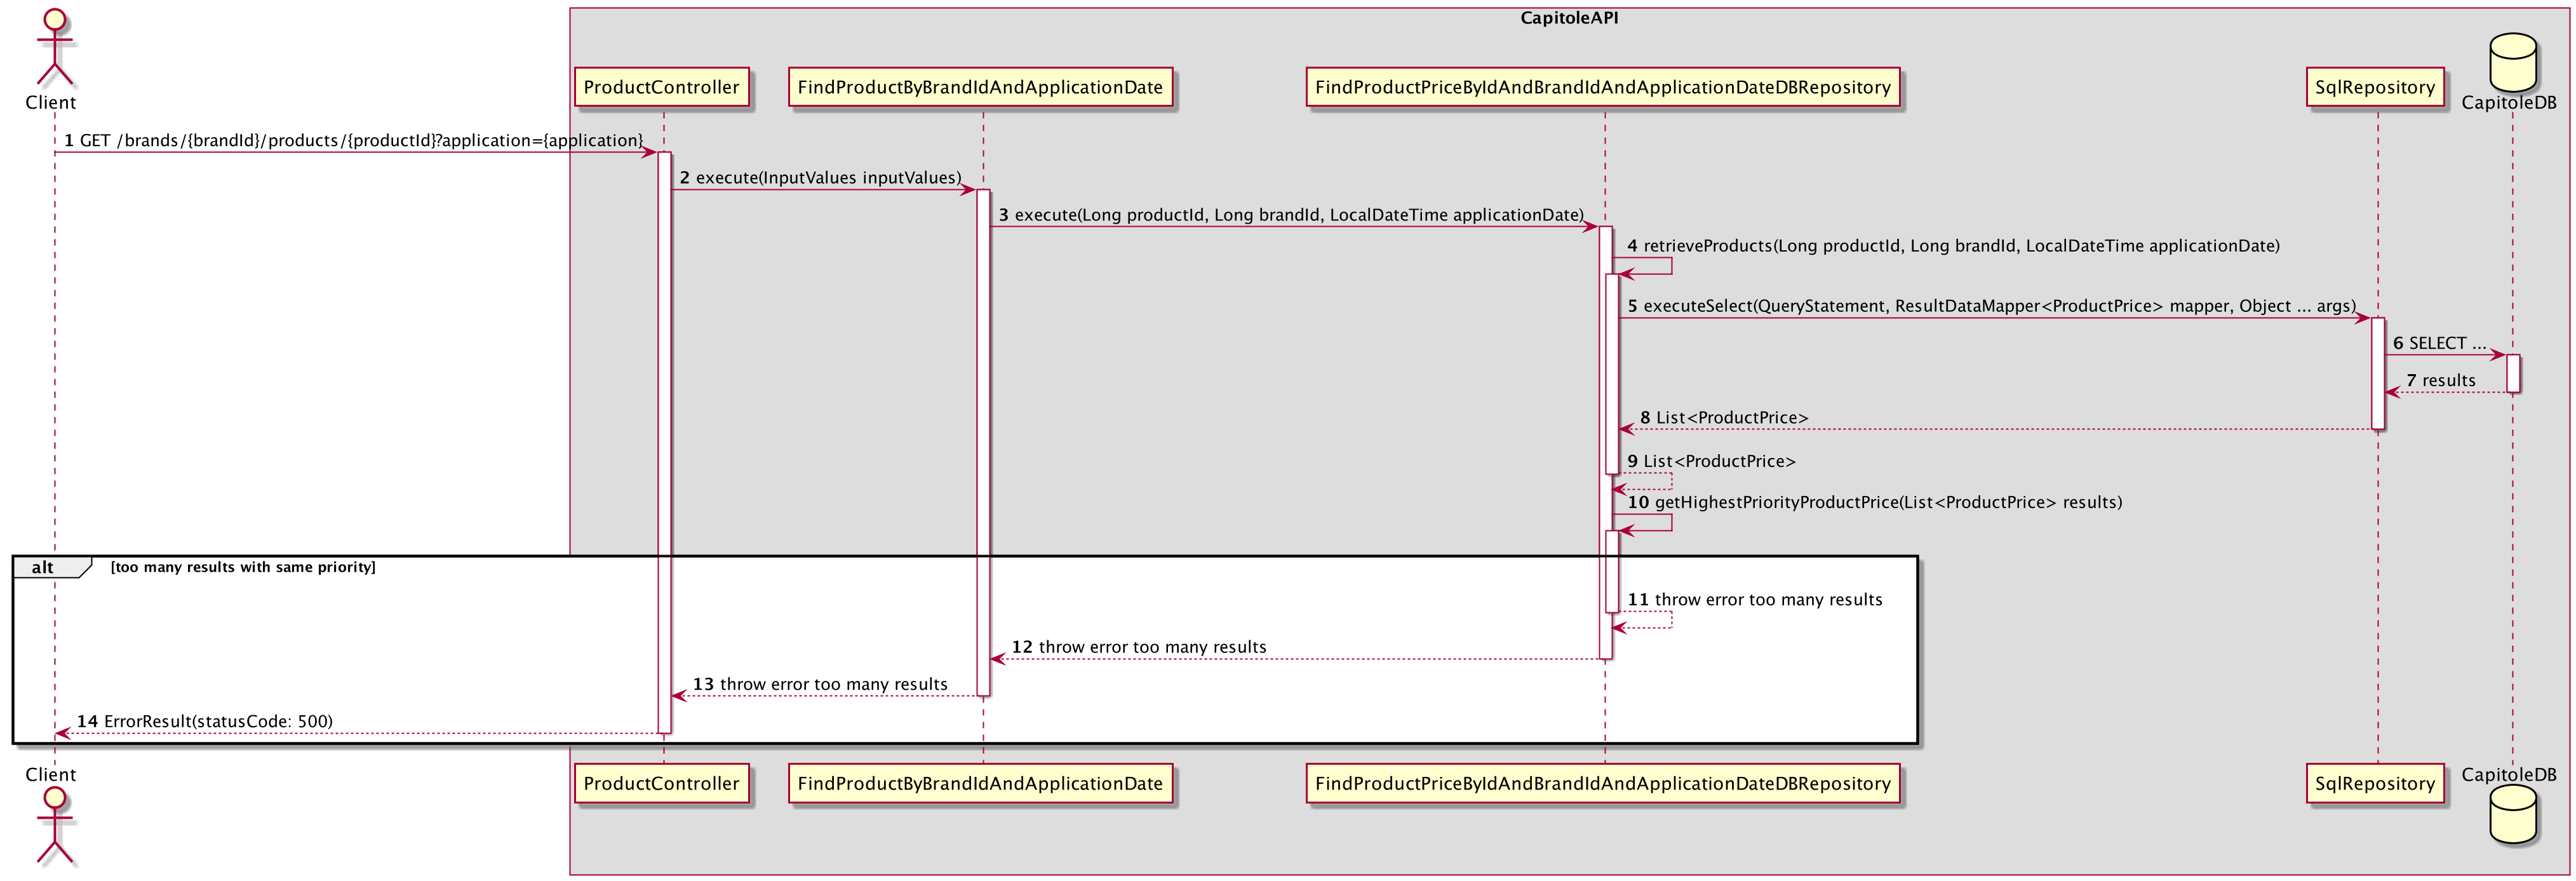 CapitoleAPI
Client
ProductController
FindProductByBrandIdAndApplicationDate
FindProductPriceByIdAndBrandIdAndApplicationDateDBRepository
SqlRepository
CapitoleDB
1 GET /brands/{brandId}/products/{productId}?application={application}
2 execute(InputValues inputValues)
3 execute(Long productId, Long brandId, LocalDateTime applicationDate)
4 retrieveProducts(Long productId, Long brandId, LocalDateTime applicationDate)
5 executeSelect(QueryStatement, ResultDataMapper<ProductPrice> mapper, Object ... args)
6 SELECT ...
7 results
8 List<ProductPrice>
9 List<ProductPrice>
10 getHighestPriorityProductPrice(List<ProductPrice> results)
alt [too many results with same priority]
11 throw error too many results
12 throw error too many results
13 throw error too many results
14 ErrorResult(statusCode: 500)
Client
ProductController
FindProductByBrandIdAndApplicationDate
FindProductPriceByIdAndBrandIdAndApplicationDateDBRepository
SqlRepository
CapitoleDB